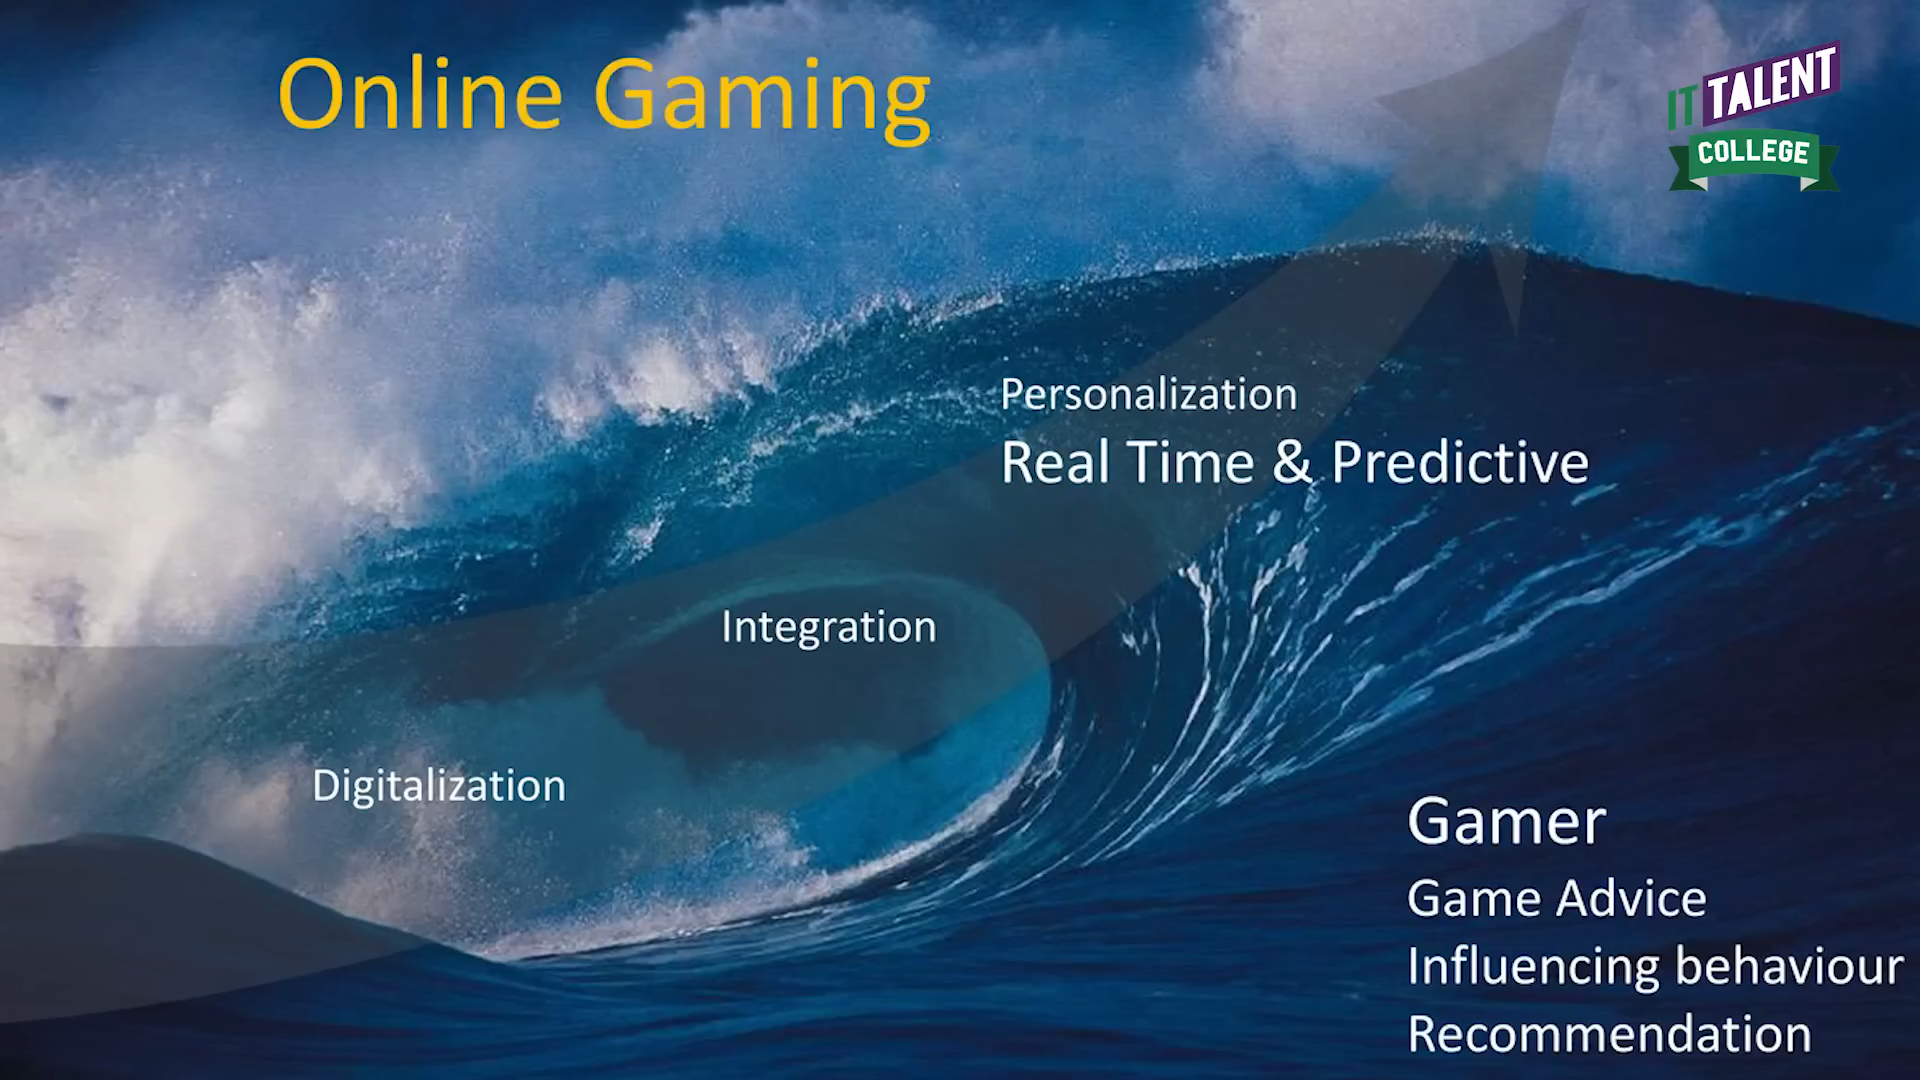 Online Gaming
IT TALENT
COLLEGE
Personalization
Real Time & Predictive
Integration
Digitalization
Gamer
Game Advice
Influencing behaviour
Recommendation